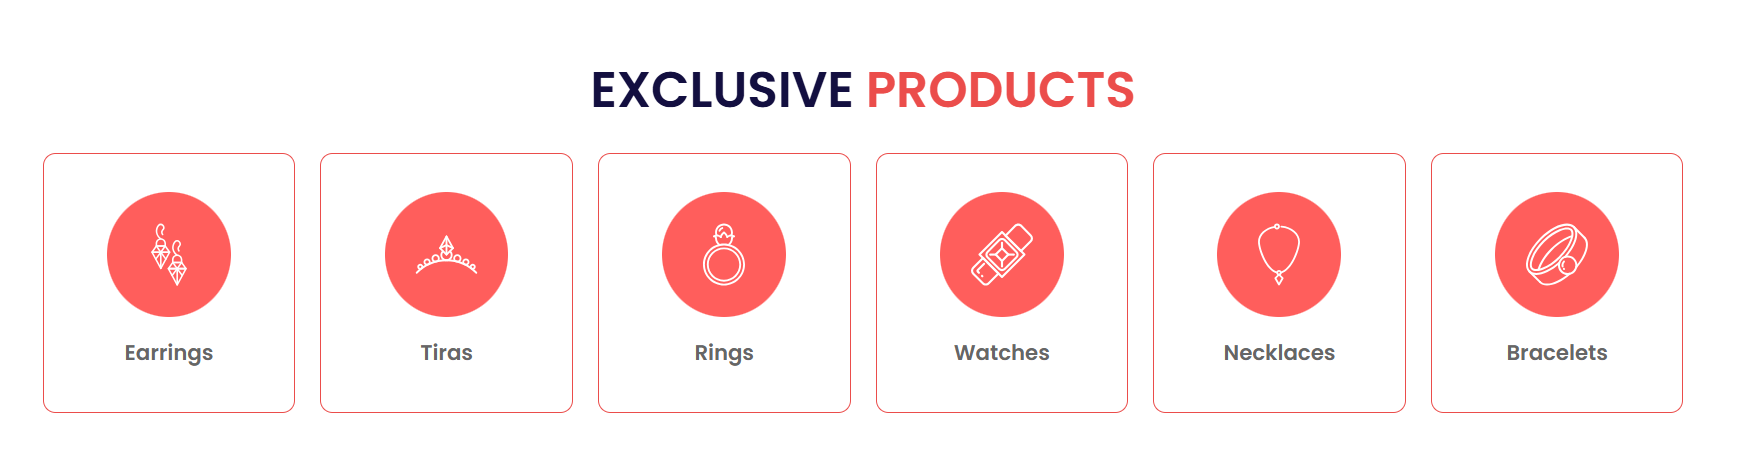 EXCLUSIVE PRODUCTS
Earrings
Tiras
Rings
Watches
Necklaces
Bracelets